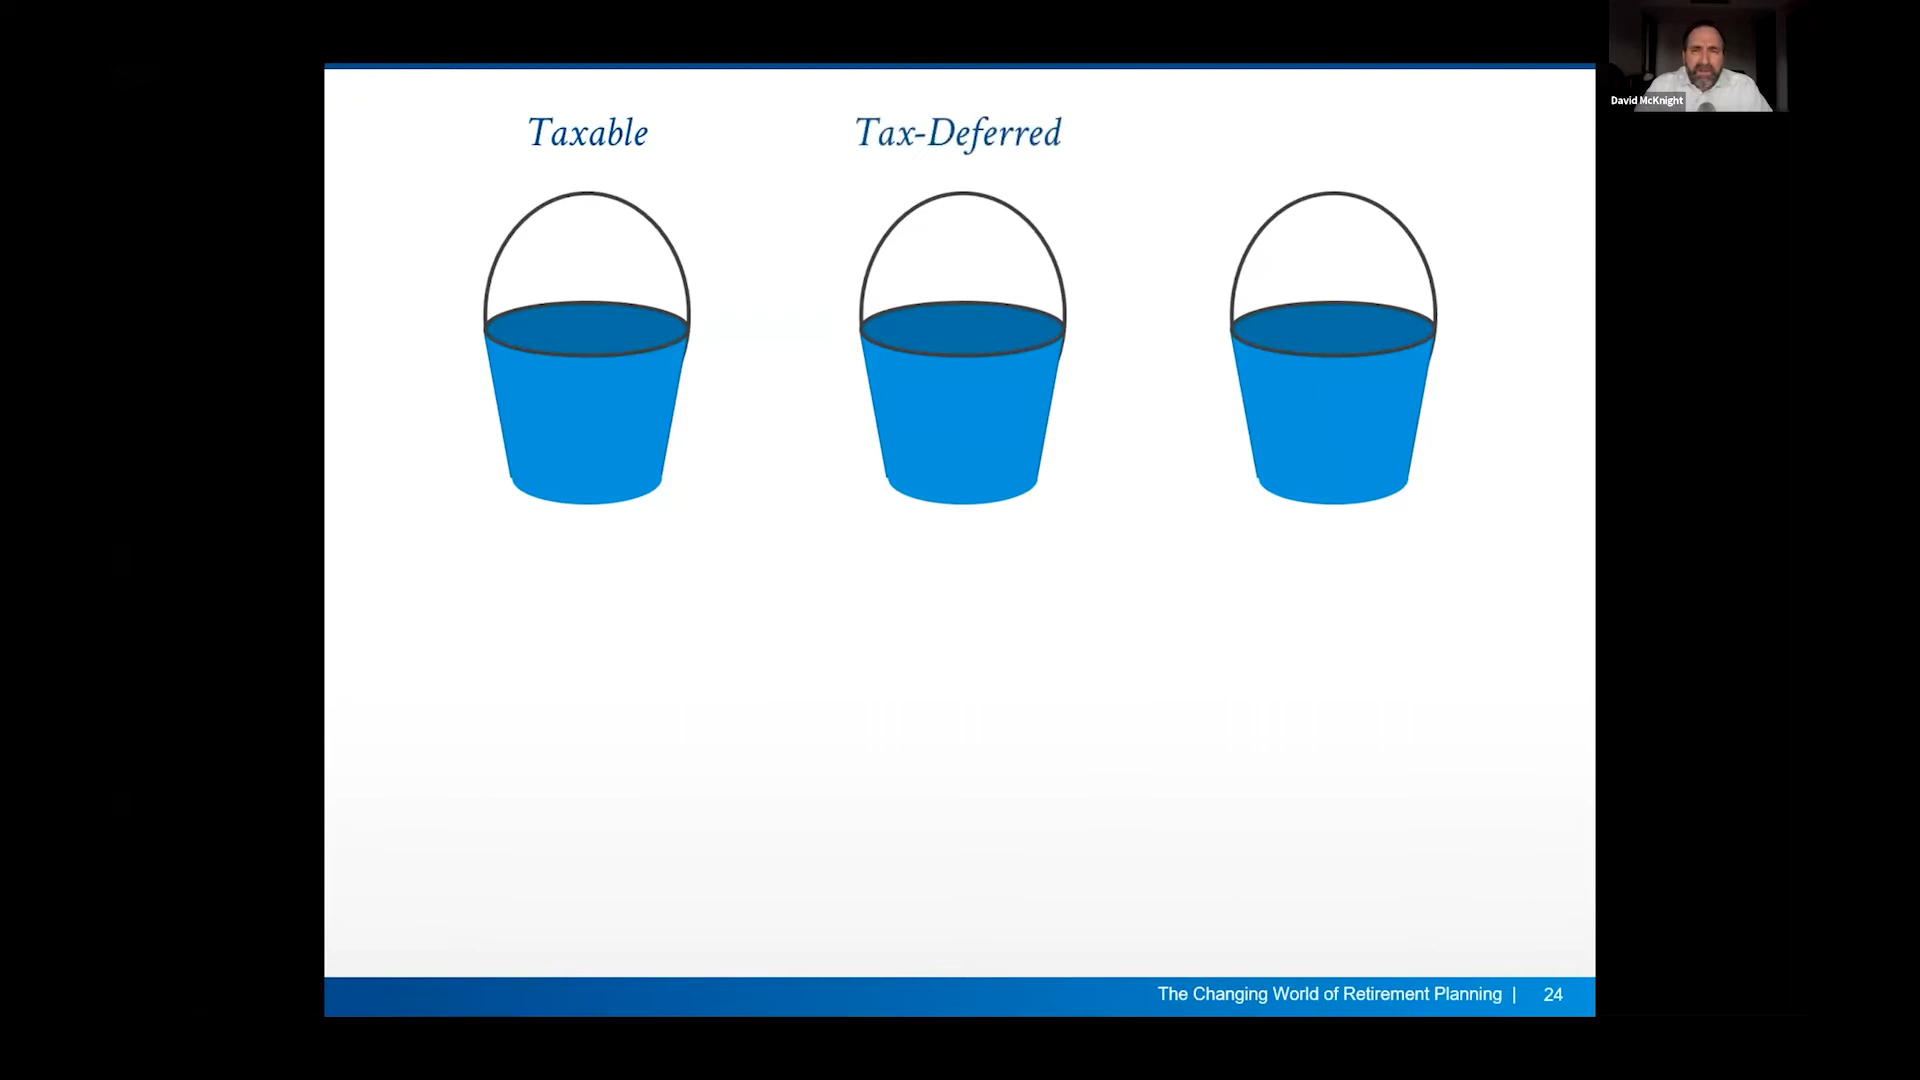 Taxable
Tax-Deferred
David McKnight
The Changing World of Retirement Planning | 24